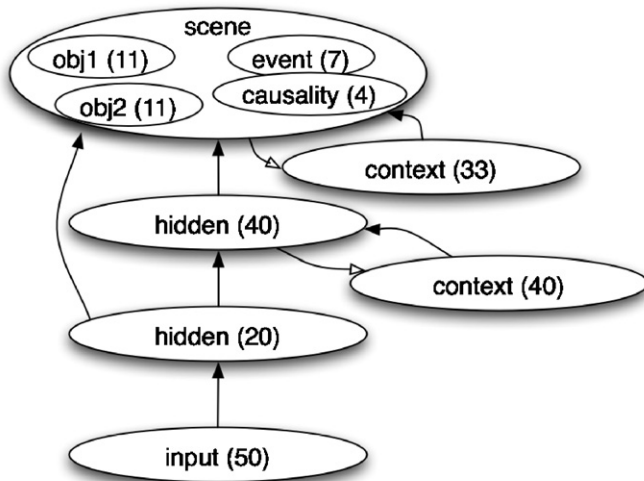 scene
obj1 (11)
event (7)
obj2 (11)
causality (4)
context (33)
hidden (40)
context (40)
hidden (20)
input (50)